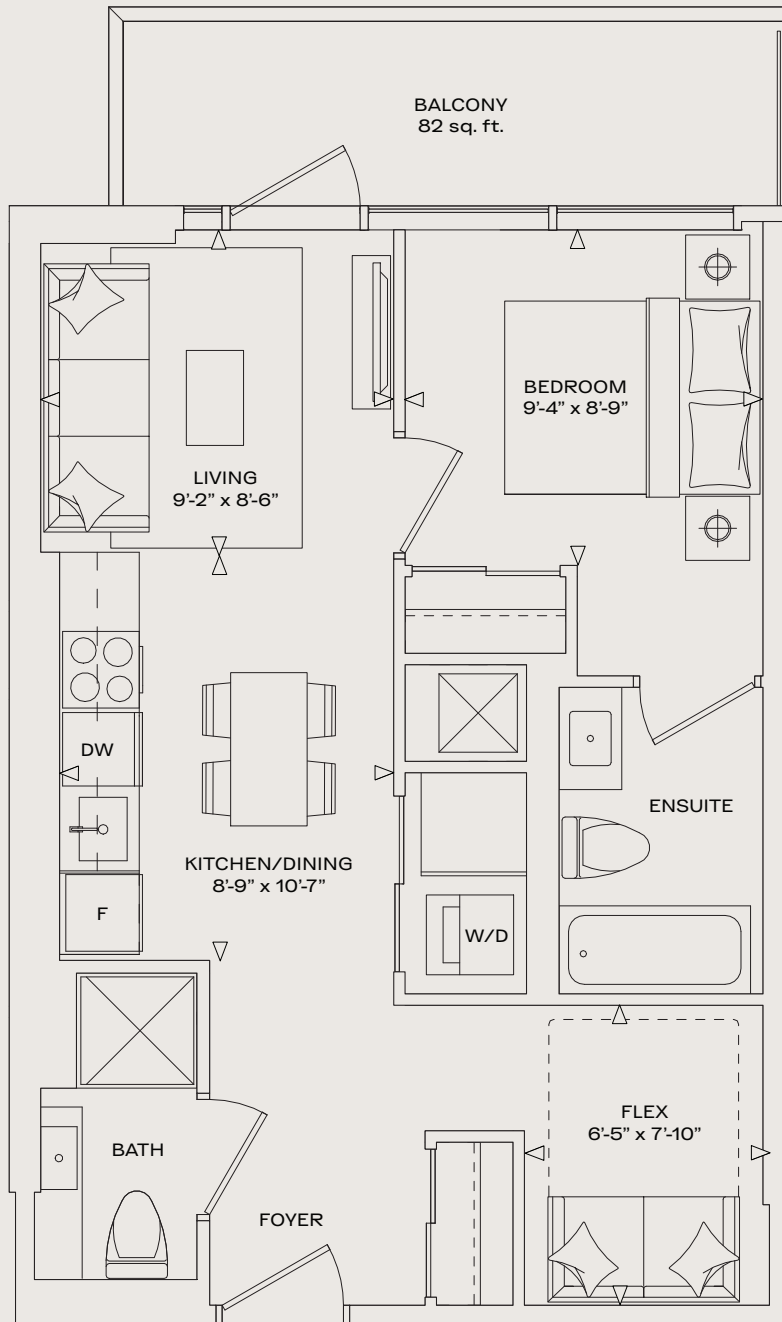 BALCONY
82 sq. ft.
BEDROOM
9’-4” x 8’-9”
LIVING
9’-2” x 8’-6”
DW
ENSUITE
KITCHEN/DINING
8’-9” x 10’-7”
F
W/D
FLEX
6’-5” x 7’-10”
BATH
FOYER